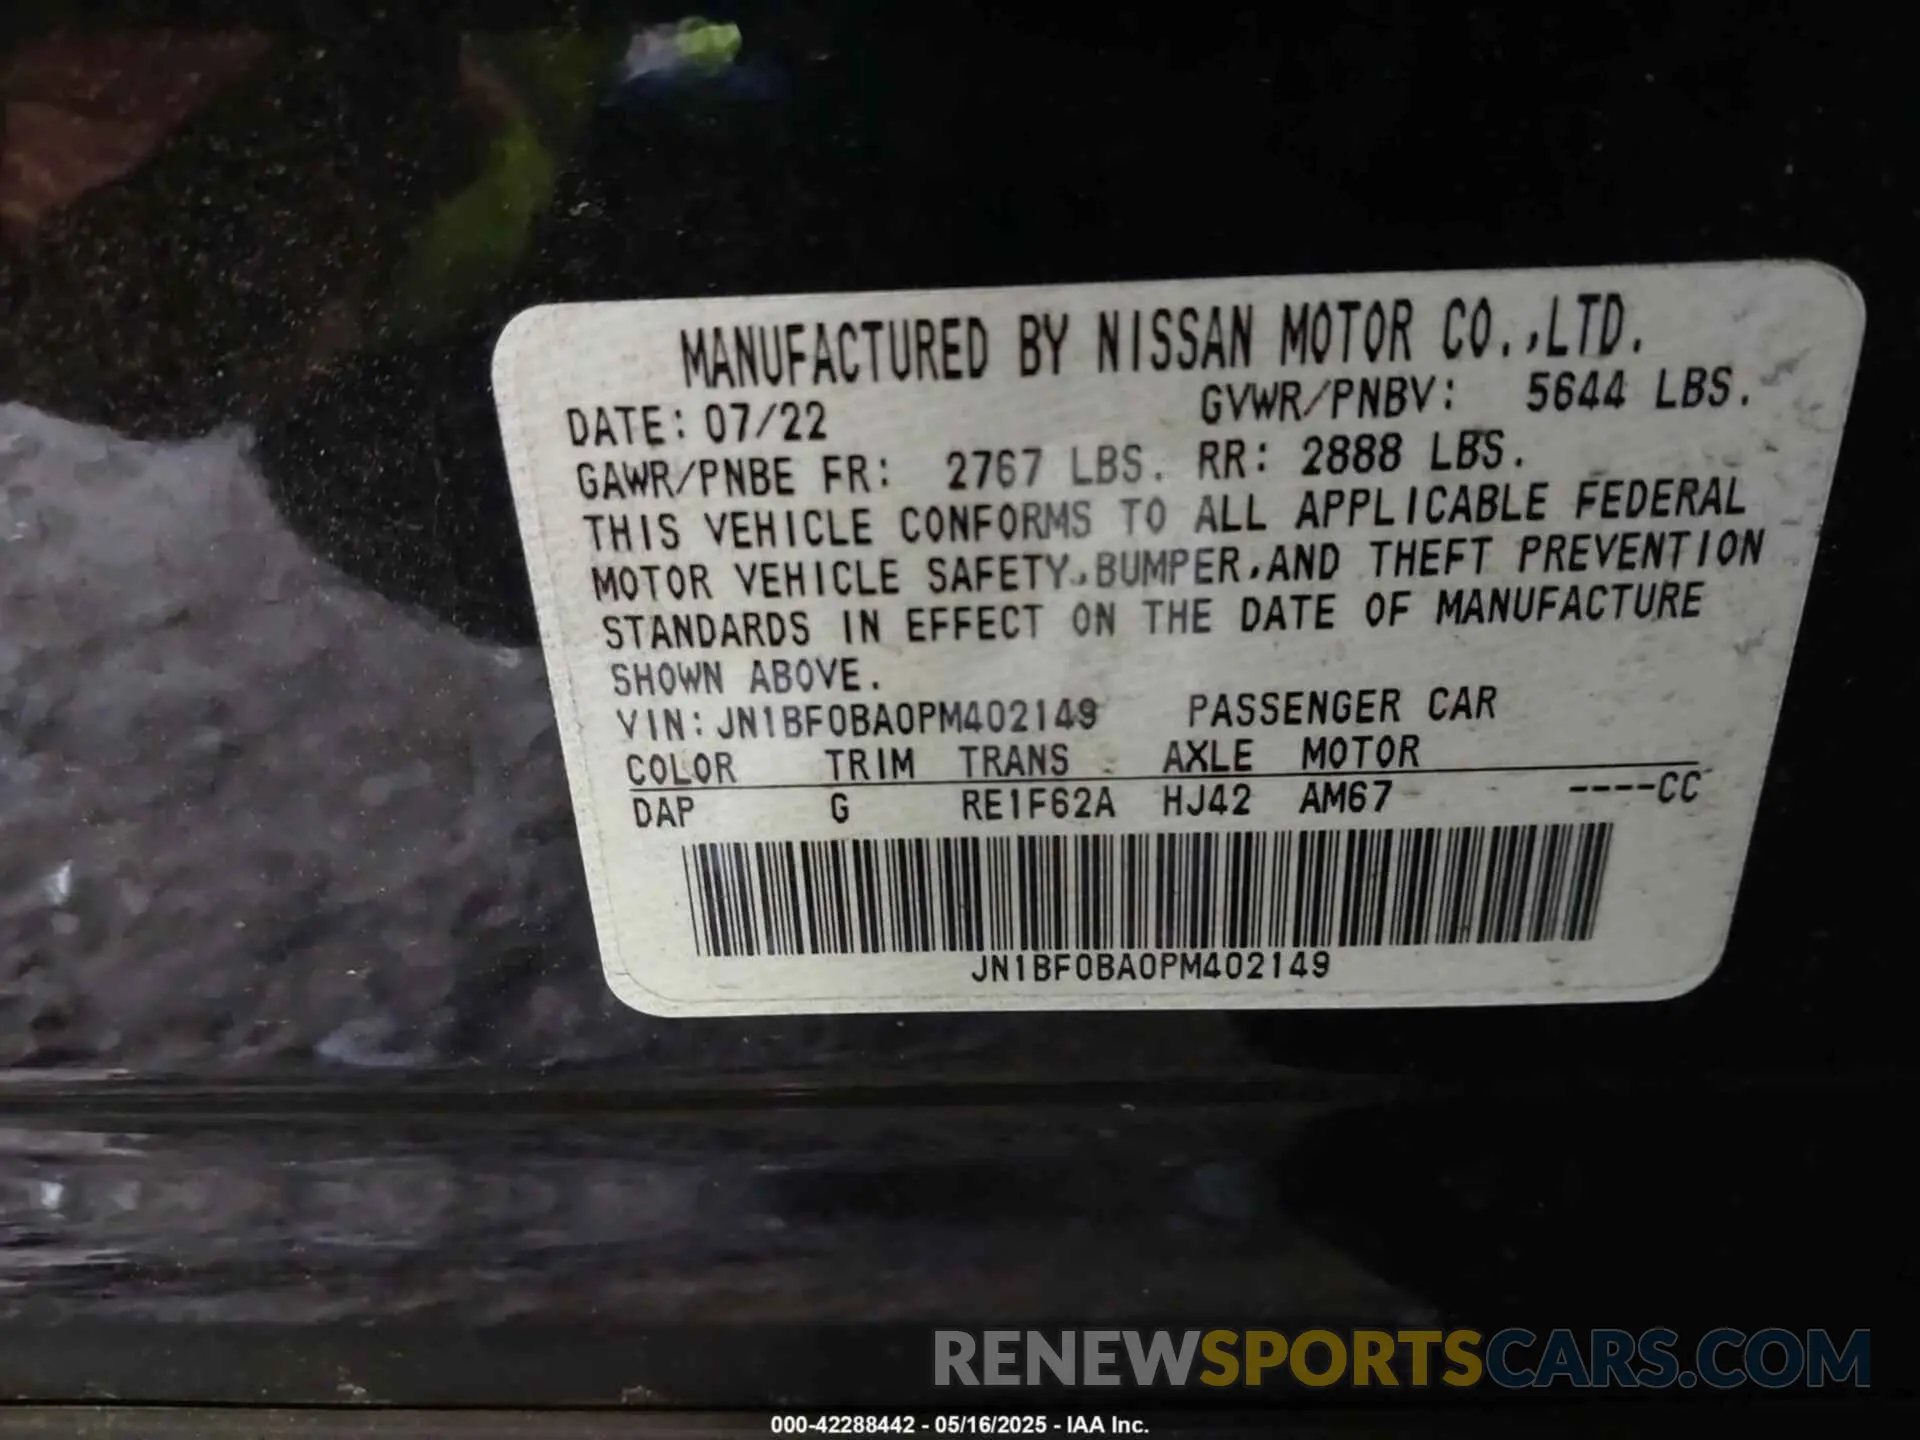 MANUFACTURED BY NISSAN MOTOR CO.,LTD.
DATE: 07/22 GVWR/PNBV: 5644 LBS.
GAWR/PNBE FR: 2767 LBS. RR: 2888 LBS.
THIS VEHICLE CONFORMS TO ALL APPLICABLE FEDERAL
MOTOR VEHICLE SAFETY,BUMPER,AND THEFT PREVENTION
STANDARDS IN EFFECT ON THE DATE OF MANUFACTURE
SHOWN ABOVE.
VIN:JN1BF0BA0PM402149 PASSENGER CAR
COLOR TRIM TRANS AXLE MOTOR
DAP G RE1F62A HJ42 AM67 ----CC
JN1BF0BA0PM402149
RENEWSPORTSCARS.COM
000-42288442 - 05/16/2025 - IAA Inc.